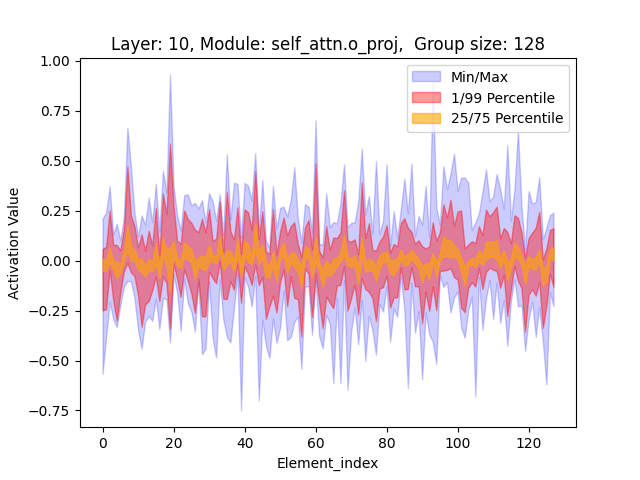 Layer: 10, Module: self_attn.o_proj,  Group size: 128
Min/Max
1/99 Percentile
25/75 Percentile
1.00
0.75
0.50
0.25
0.00
−0.25
−0.50
−0.75
Activation Value
0 20 40 60 80 100 120
Element_index